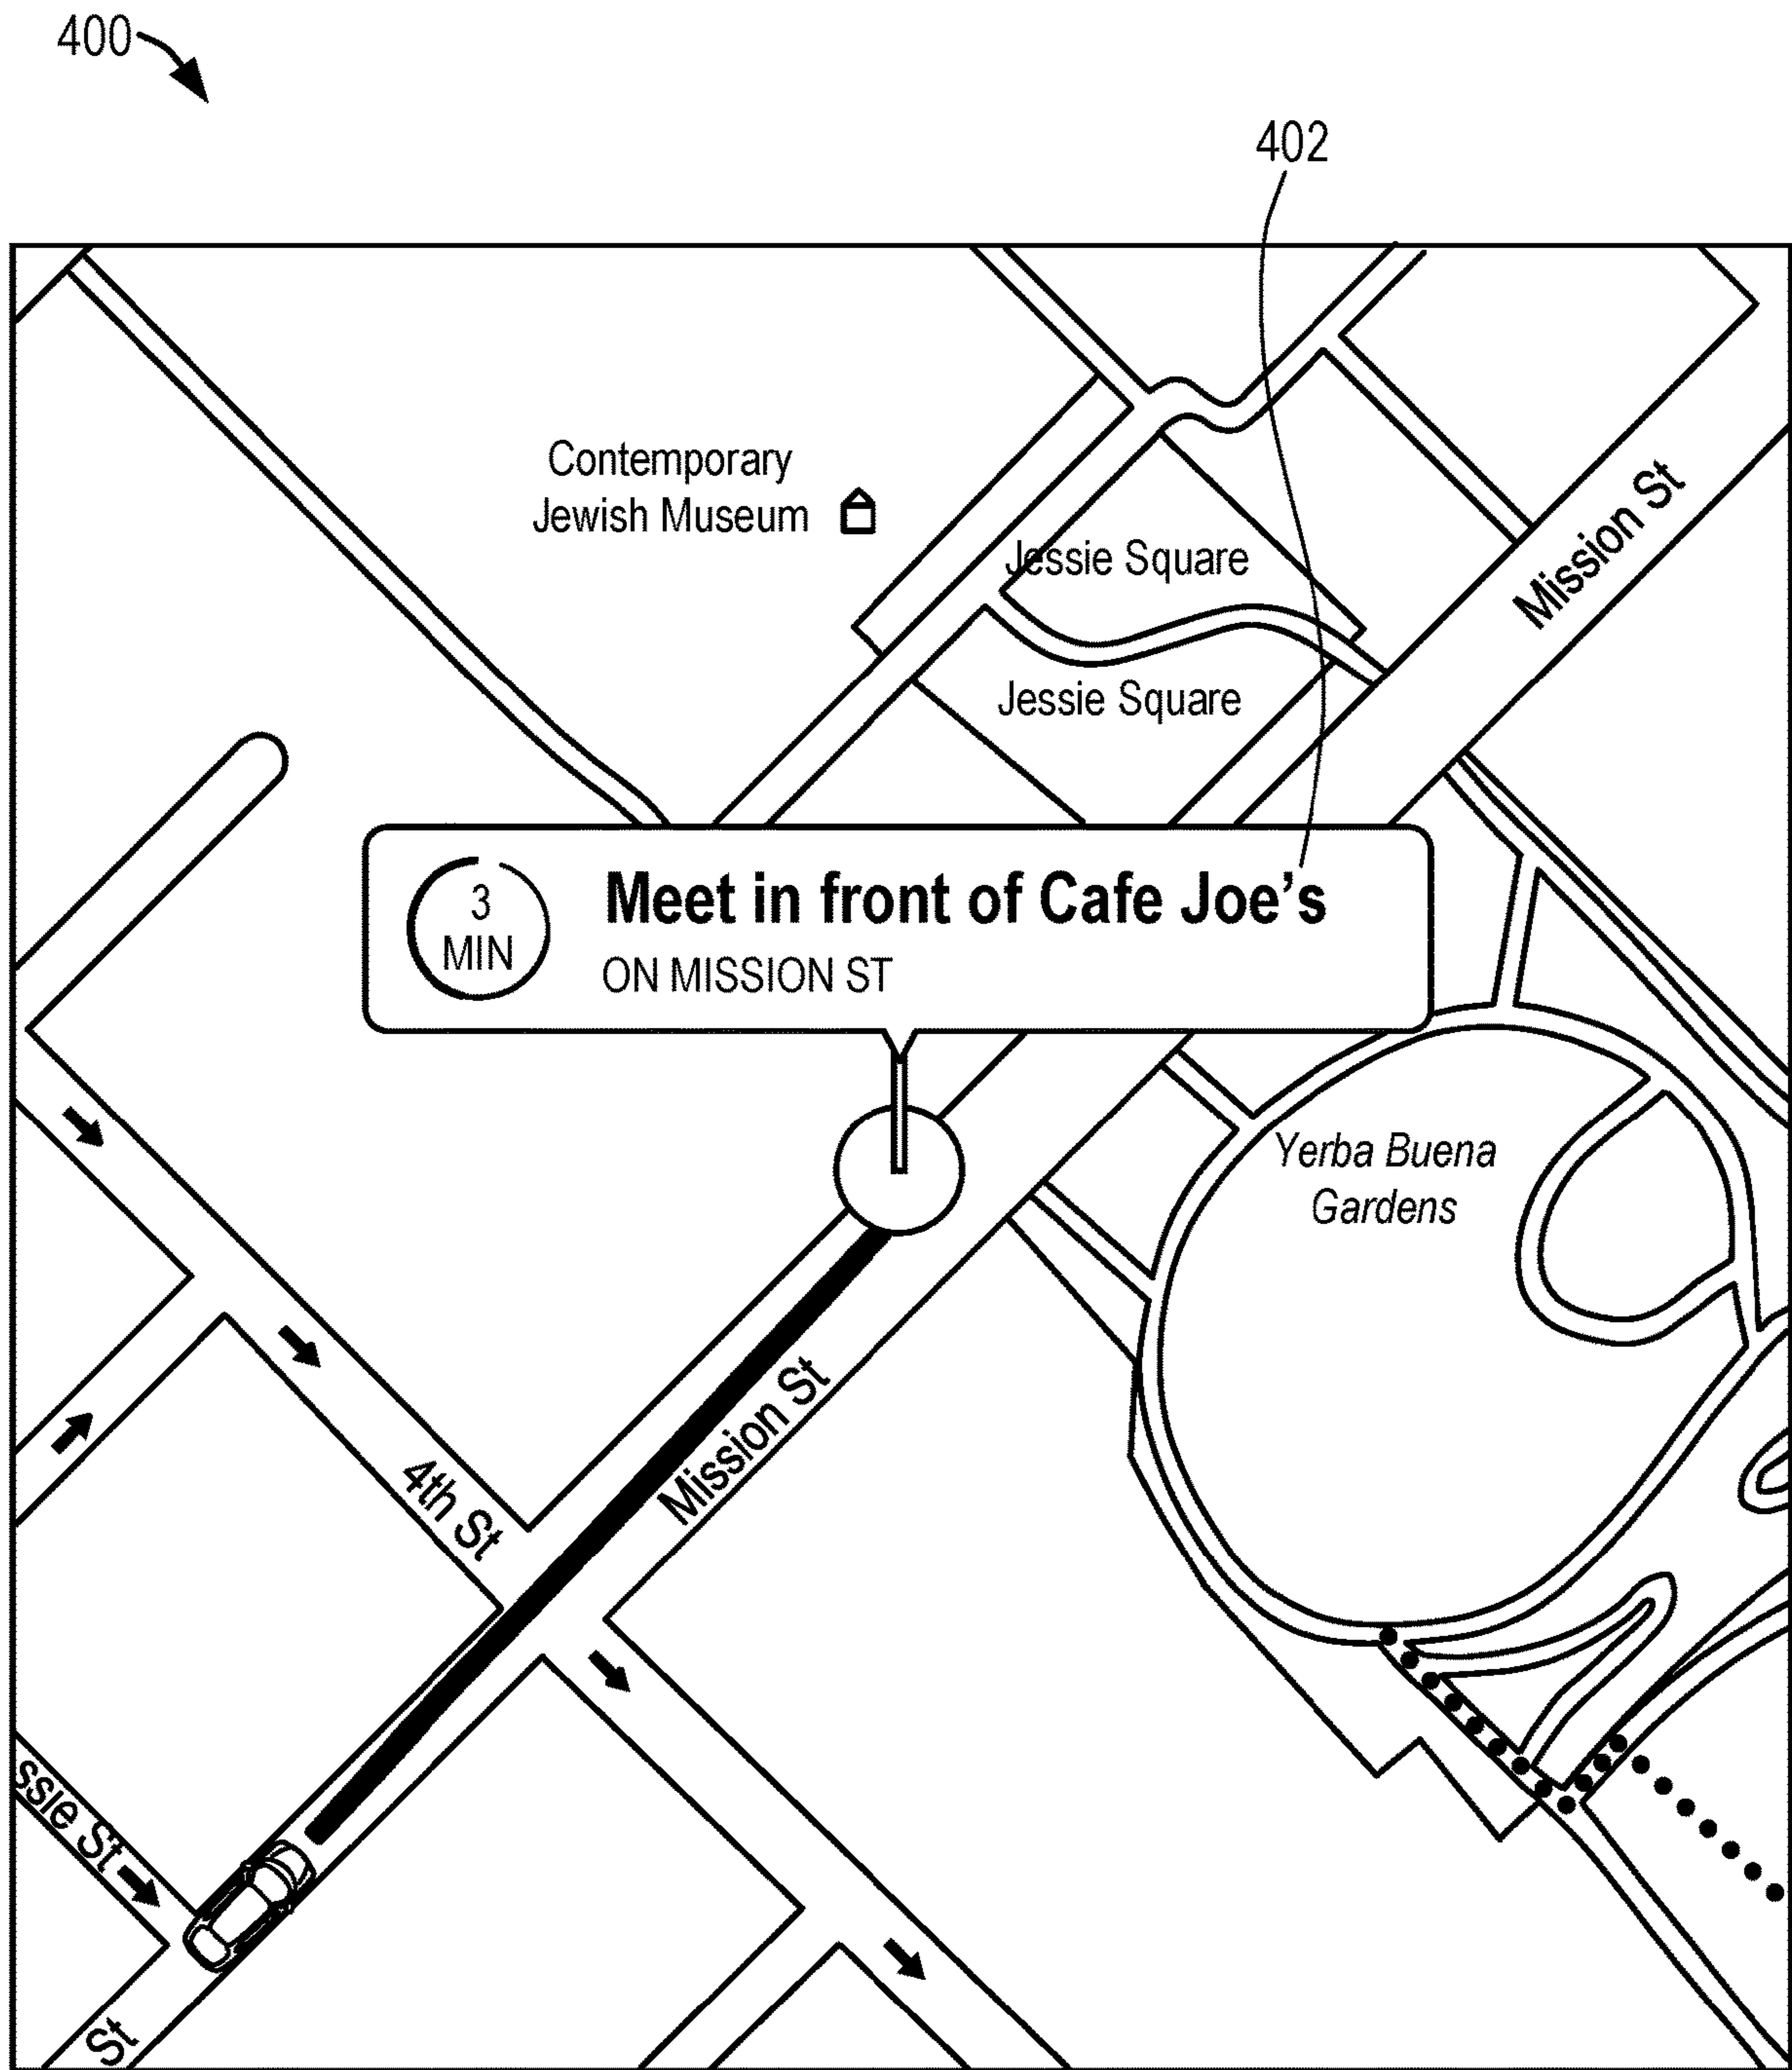 400
402
Contemporary
Jewish Museum
Jessie Square
Mission St
Jessie Square
3
MIN
Meet in front of Cafe Joe's
ON MISSION ST
Yerba Buena
Gardens
Mission St
4th St
ssie St
St